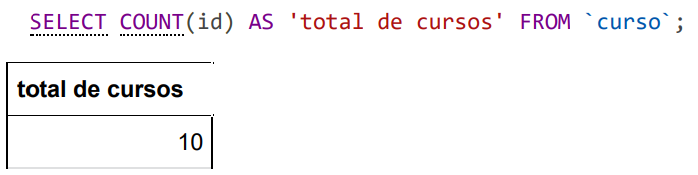 SELECT COUNT(id) AS 'total de cursos' FROM `curso`;
total de cursos
10